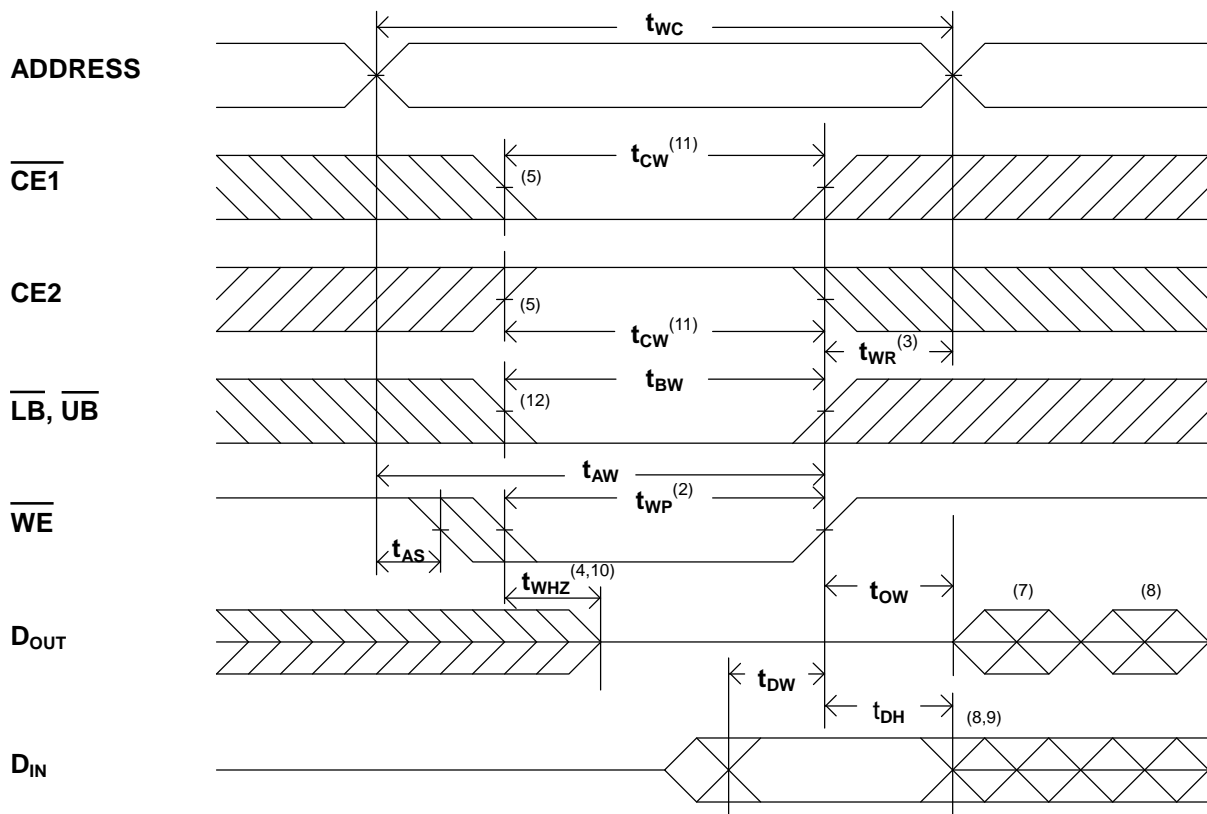 tWC
ADDRESS
tCW(11)
CE1
(5)
CE2
(5)
tCW(11)
tWR(3)
tBW
LB, UB
(12)
tAW
tWP(2)
WE
tAS
tWHZ(4,10)
tOW
(7)
(8)
DOUT
tDW
tDH
(8,9)
DIN